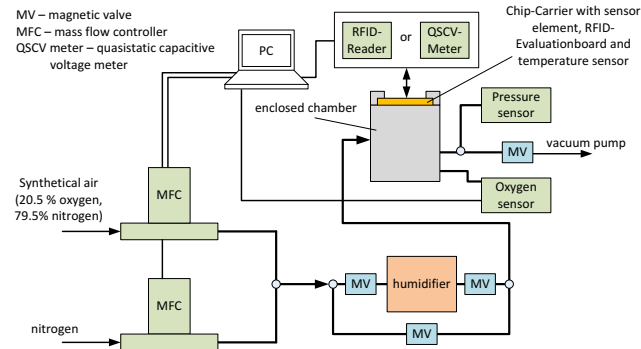 MV – magnetic valve
MFC – mass flow controller
QSCV meter - quasistatic capacitive
voltage meter
PC
RFID-
Reader
or
QSCV-
Meter
Chip-Carrier with sensor
element, RFID-
Evaluationboard and
temperature sensor
enclosed chamber
Pressure
sensor
MV
vacuum pump
Oxygen
sensor
Synthetical air
(20.5 % oxygen,
79.5% nitrogen)
MFC
MFC
nitrogen
MV
humidifier
MV
MV